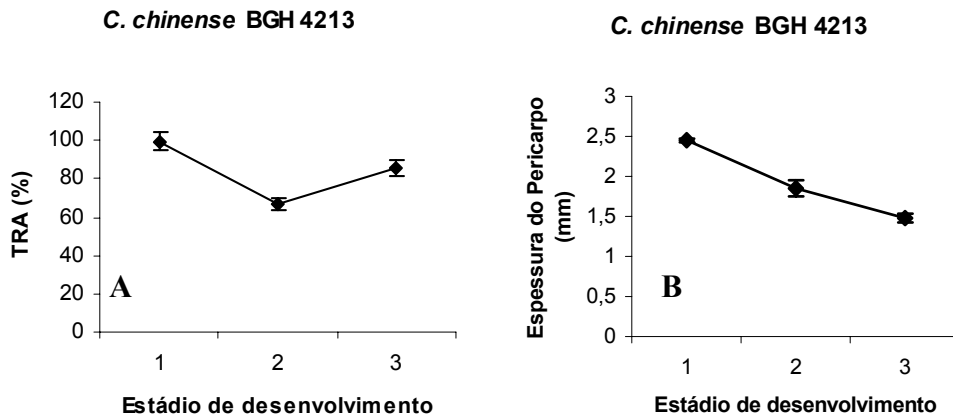 C. chinense BGH 4213
TRA (%)
120
100
80
60
40
20
0
A
1 2 3
Estádio de desenvolvimento
C. chinense BGH 4213
Espessura do Pericarpo
(mm)
3
2,5
2
1,5
1
0,5
0
B
1 2 3
Estádio de desenvolvimento